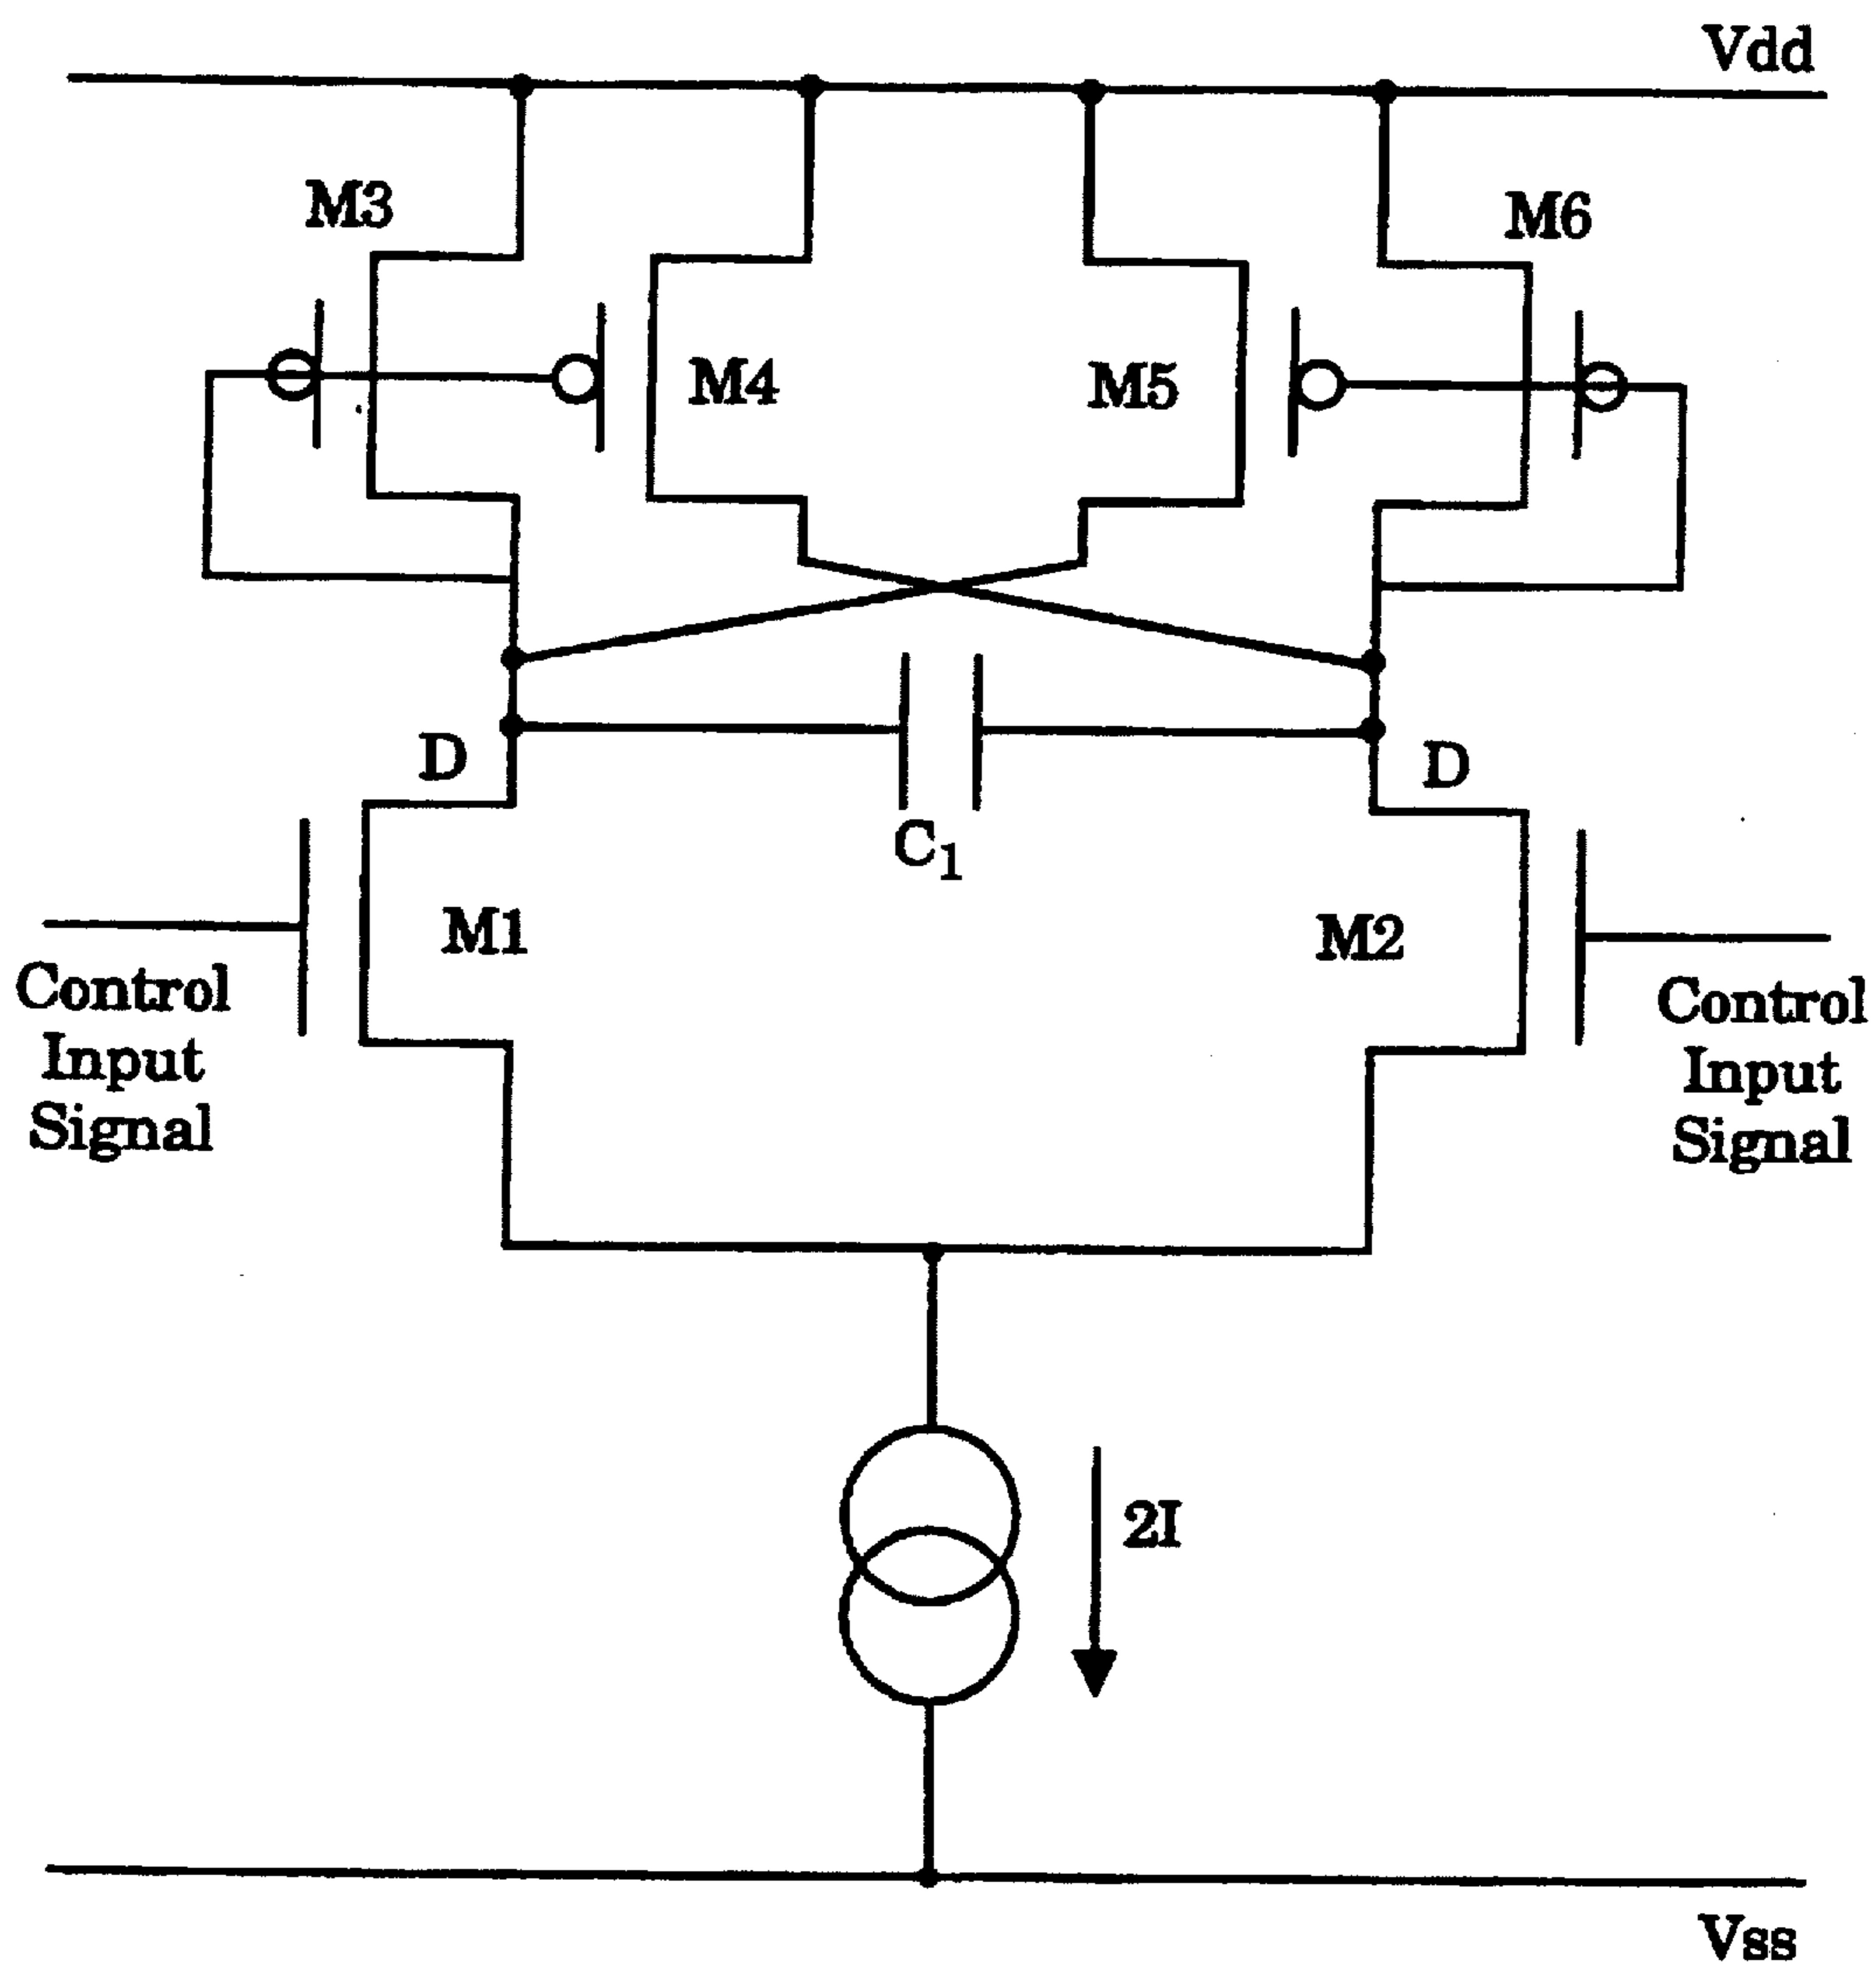 Vdd
M3
M6
M4
M5
D
D
C1
M1
M2
Control
Input
Signal
Control
Input
Signal
2I
Vss